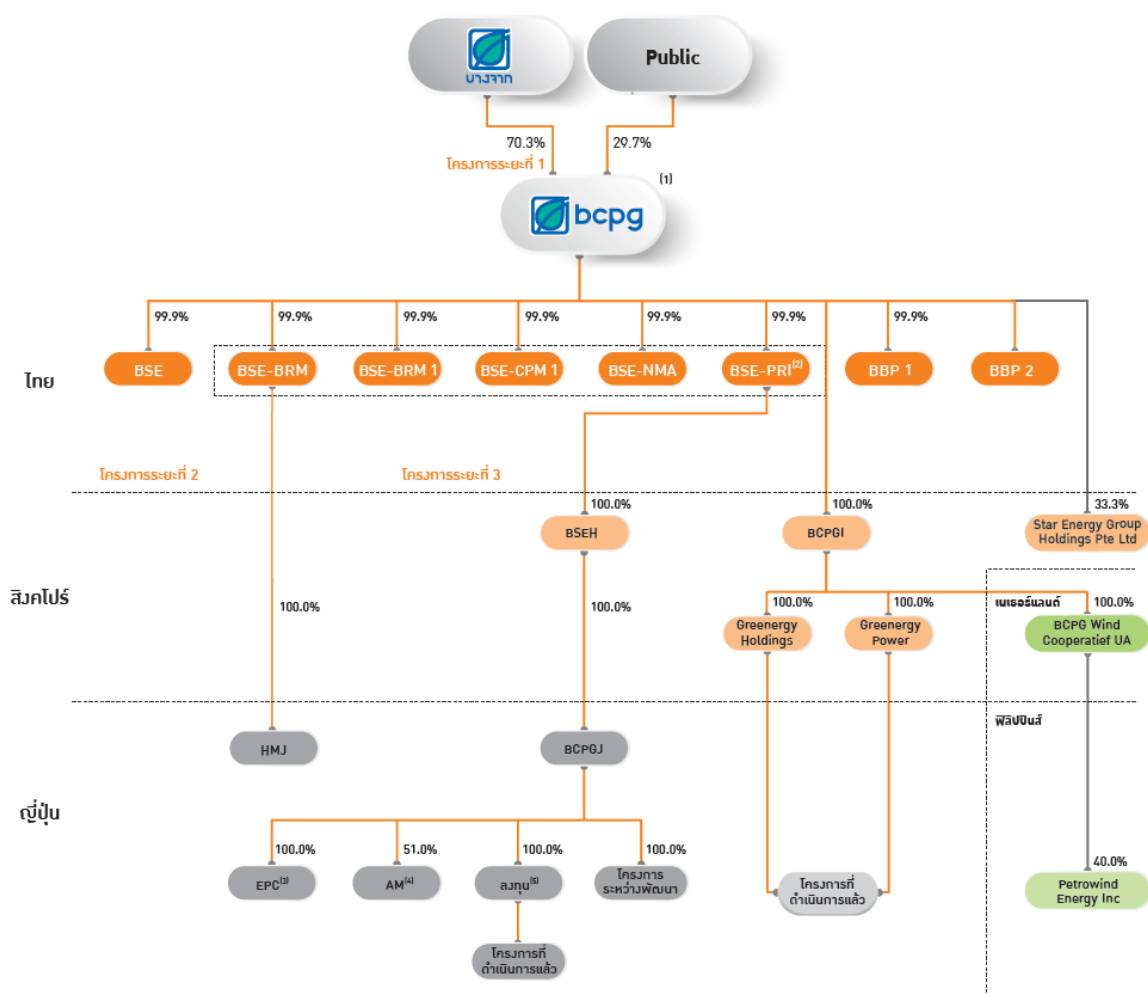 บางจาก
Public
70.3%
29.7%
โครงการระยะที่ 1
(1)
bcpg
99.9%
99.9%
99.9%
99.9%
99.9%
99.9%
99.9%
ไทย
BSE
BSE-BRM
BSE-BRM 1
BSE-CPM 1
BSE-NMA
BSE-PRI(2)
BBP 1
BBP 2
โครงการระยะที่ 2
โครงการระยะที่ 3
100.0%
100.0%
33.3%
BSEH
BCPGI
Star Energy Group
Holdings Pte Ltd
สิงคโปร์
100.0%
100.0%
100.0%
100.0%
เนเธอร์แลนด์
100.0%
Greenergy
Holdings
Greenergy
Power
BCPG Wind
Cooperatief UA
ฟิลิปปินส์
HMJ
BCPGJ
ญี่ปุ่น
100.0%
51.0%
100.0%
100.0%
40.0%
EPC(3)
AM(4)
ลงทุน(5)
โครงการ
ระหว่างพัฒนา
โครงการที่
ดำเนินการแล้ว
Petrowind
Energy Inc
โครงการที่
ดำเนินการแล้ว